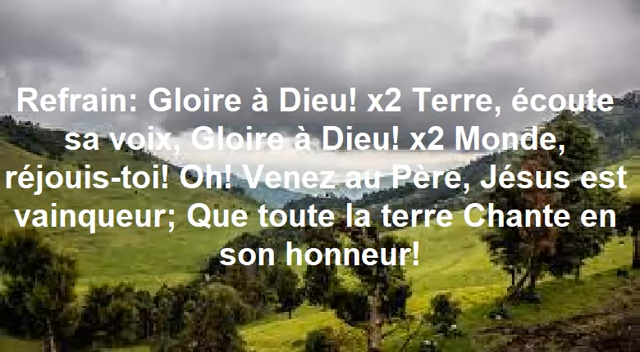 Refrain: Gloire à Dieu! x2 Terre, écoute
sa voix, Gloire à Dieu! x2 Monde,
réjouis-toi! Oh! Venez au Père, Jésus est
vainqueur; Que toute la terre Chante en
son honneur!